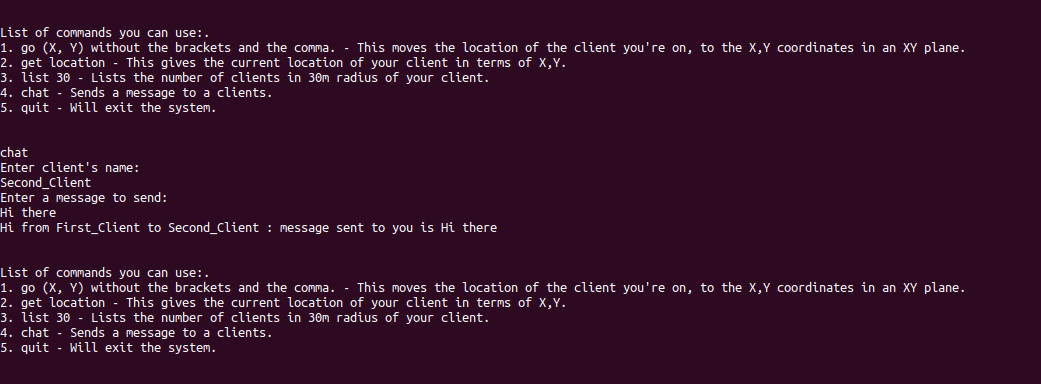 List of commands you can use:.
1. go (X, Y) without the brackets and the comma. - This moves the location of the client you're on, to the X,Y coordinates in an XY plane.
2. get location - This gives the current location of your client in terms of X,Y.
3. list 30 - Lists the number of clients in 30m radius of your client.
4. chat - Sends a message to a clients.
5. quit - Will exit the system.
chat
Enter client's name:
Second_Client
Enter a message to send:
Hi there
Hi from First_Client to Second_Client : message sent to you is Hi there
List of commands you can use:.
1. go (X, Y) without the brackets and the comma. - This moves the location of the client you're on, to the X,Y coordinates in an XY plane.
2. get location - This gives the current location of your client in terms of X,Y.
3. list 30 - Lists the number of clients in 30m radius of your client.
4. chat - Sends a message to a clients.
5. quit - Will exit the system.